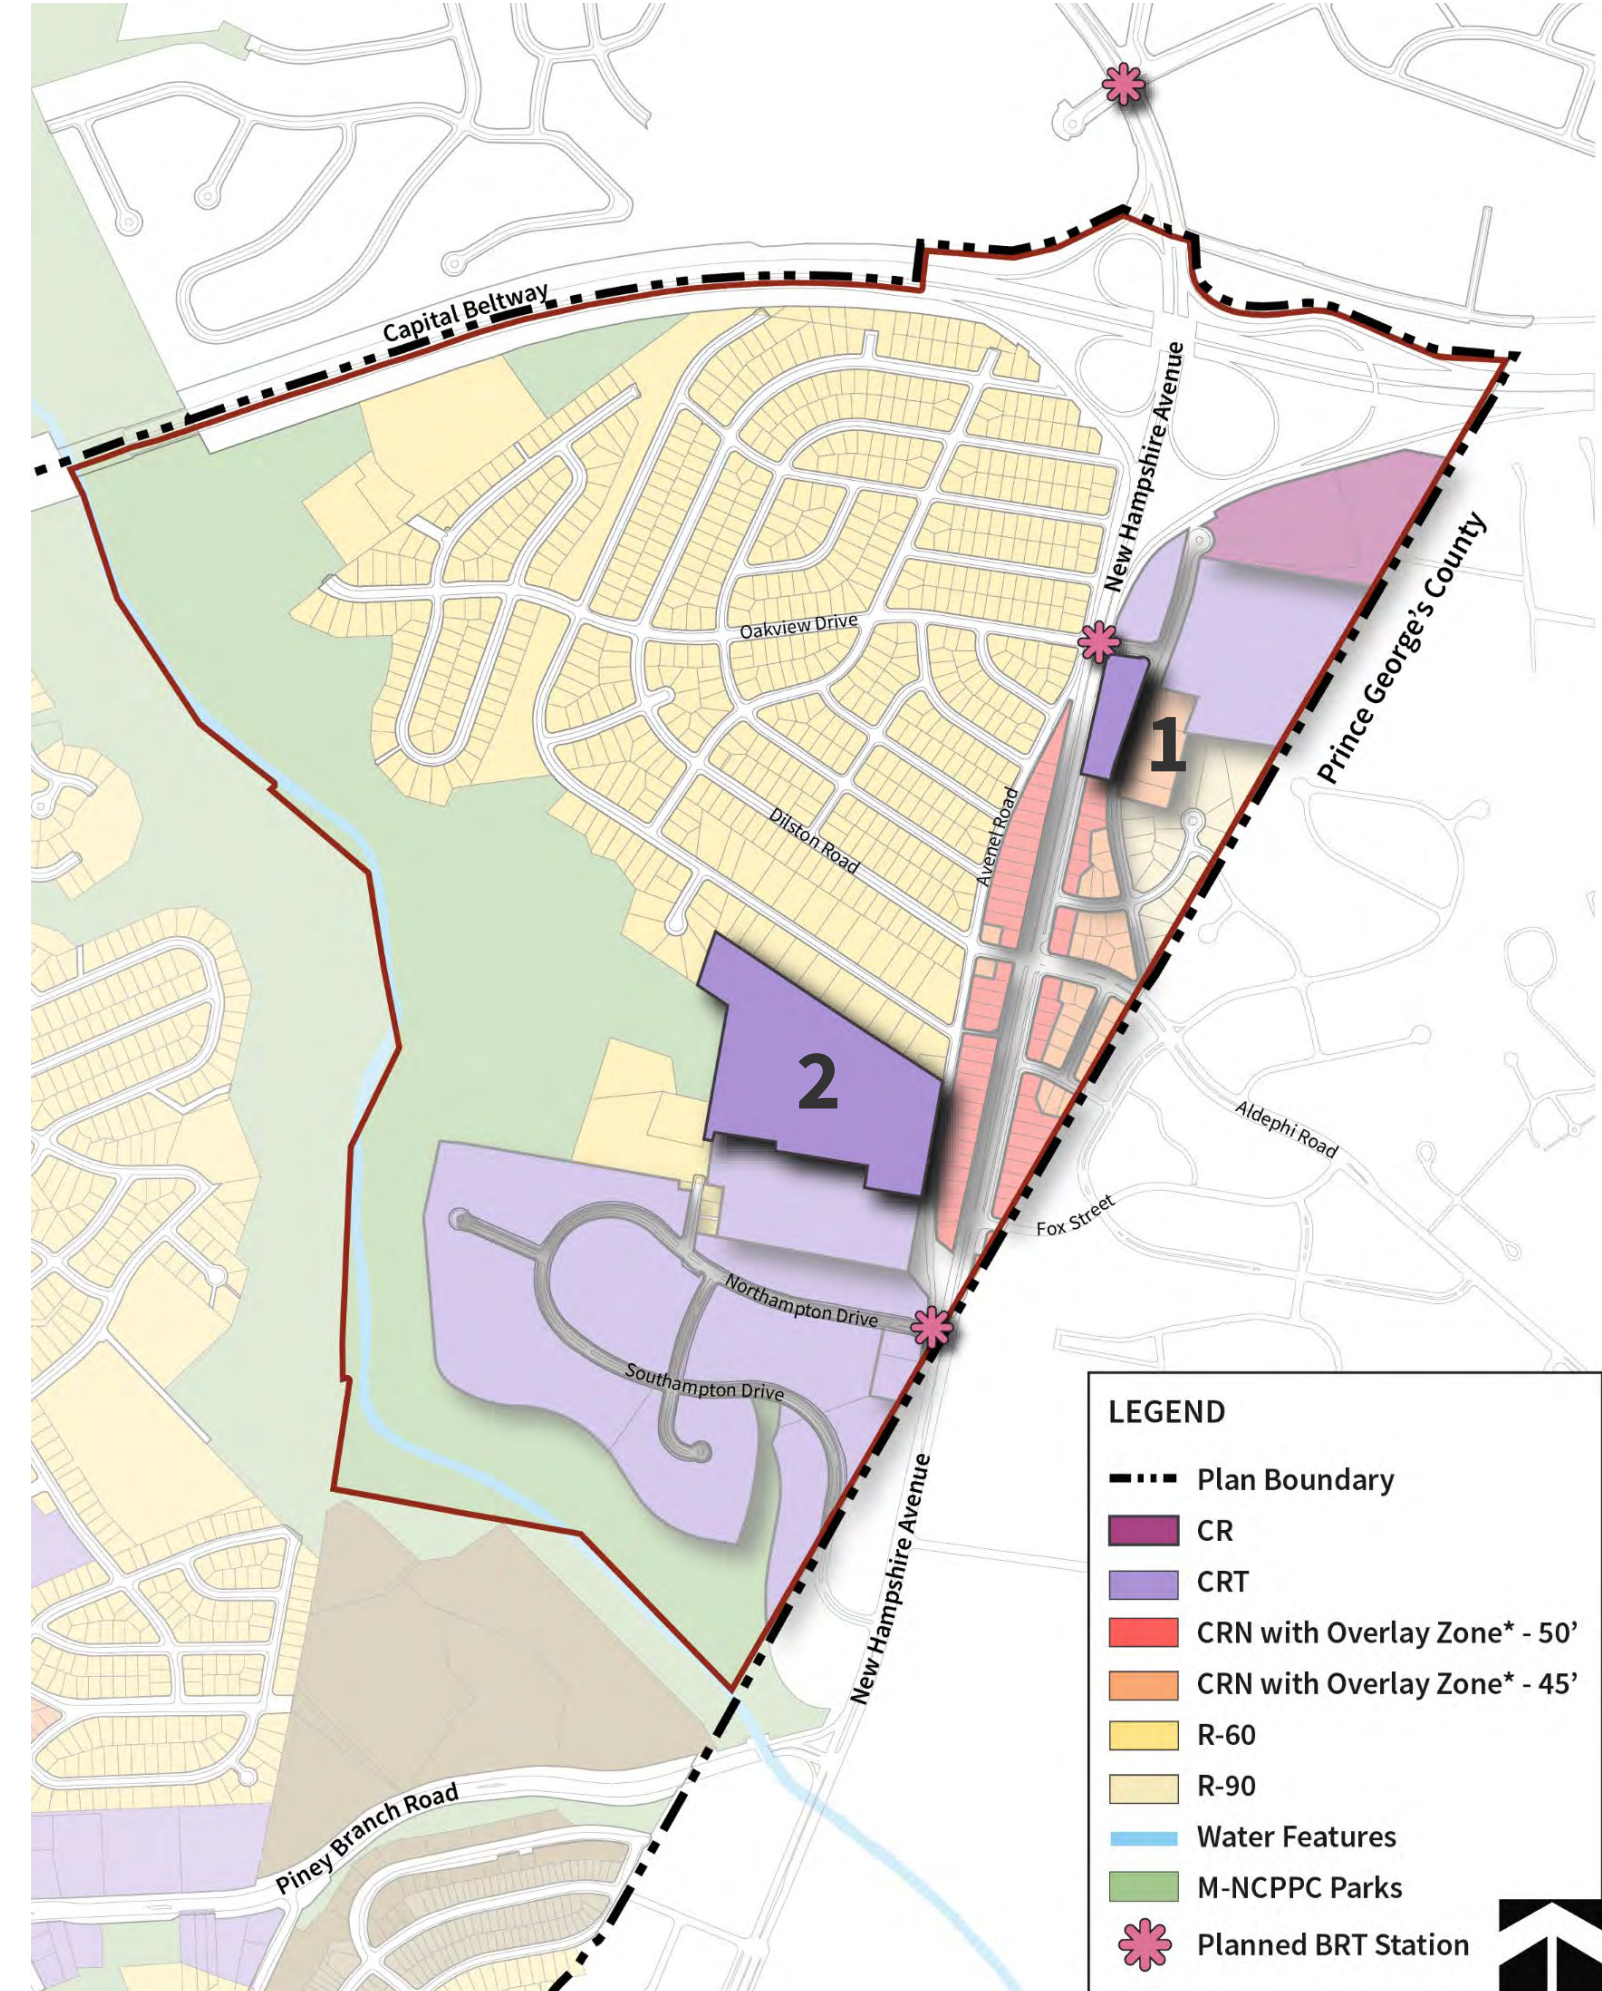 Capital Beltway
New Hampshire Avenue
Prince George's County
Oakview Drive
1
Avenel Road
Dilston Road
2
Aldephi Road
Fox Street
Northampton Drive
Southampton Drive
New Hampshire Avenue
Piney Branch Road
LEGEND
Plan Boundary
CR
CRT
CRN with Overlay Zone* - 50’
CRN with Overlay Zone* - 45’
R-60
R-90
Water Features
M-NCPPC Parks
Planned BRT Station